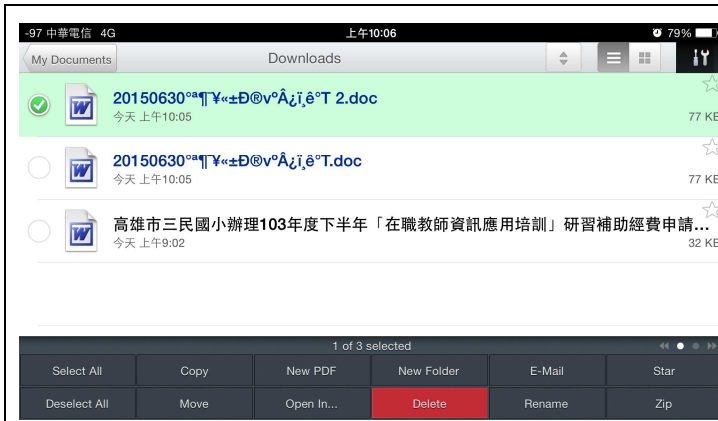 -97 中華電信 4G 上午10:06 79%
My Documents Downloads
20150630°ª¶¯¥«±Ð®vºÂ¿ï¸ê°T 2.doc
今天 上午10:05 77 KB
20150630°ª¶¯¥«±Ð®vºÂ¿ï¸ê°T.doc
今天 上午10:05 77 KB
高雄市三民國小辦理103年度下半年「在職教師資訊應用培訓」研習補助經費申請...
今天 上午9:02 32 KB
1 of 3 selected
Select All Copy New PDF New Folder E-Mail Star
Deselect All Move Open In... Delete Rename Zip